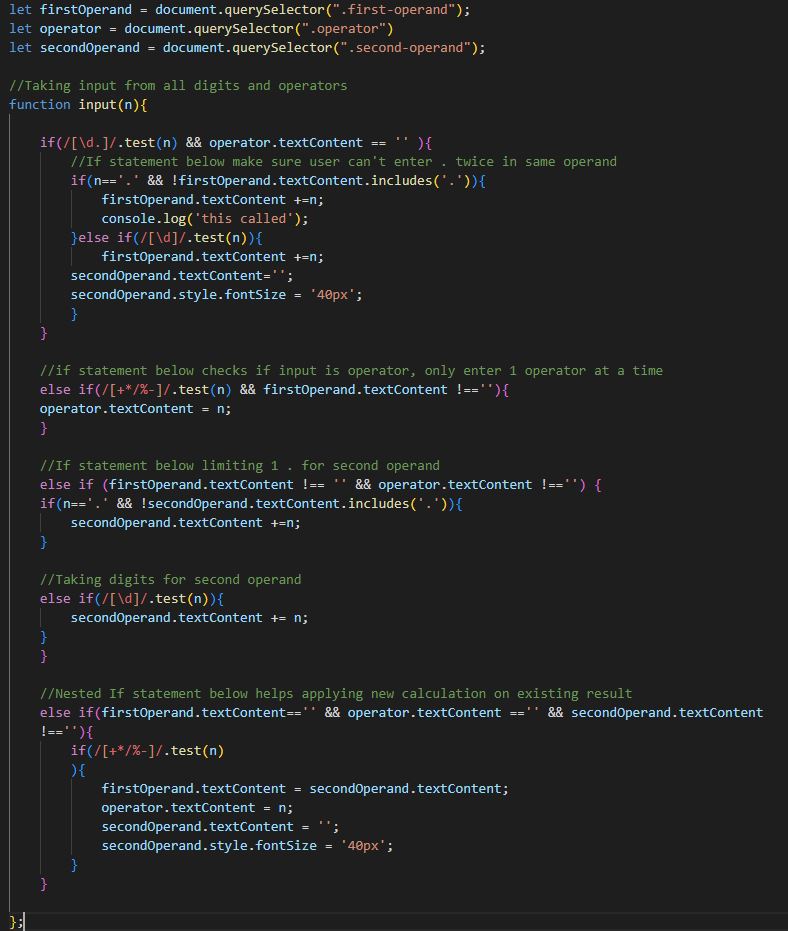 let firstOperand = document.querySelector(".first-operand");
let operator = document.querySelector(".operator")
let secondOperand = document.querySelector(".second-operand");

//Taking input from all digits and operators
function input(n){

    if(/[\d.]/.test(n) && operator.textContent == '' ){
        //If statement below make sure user can't enter . twice in same operand
        if(n=='.' && !firstOperand.textContent.includes('.')){
            firstOperand.textContent +=n;
            console.log('this called');
        }else if(/[\d]/.test(n)){
            firstOperand.textContent +=n;
        secondOperand.textContent='';
        secondOperand.style.fontSize = '40px';
        }
    }

    //if statement below checks if input is operator, only enter 1 operator at a time
    else if(/[+*/%-]/.test(n) && firstOperand.textContent !==''){
    operator.textContent = n;
    }

    //If statement below limiting 1 . for second operand
    else if (firstOperand.textContent !== '' && operator.textContent !=='') {
    if(n=='.' && !secondOperand.textContent.includes('.')){
        secondOperand.textContent +=n;
    }

    //Taking digits for second operand
    else if(/[\d]/.test(n)){
        secondOperand.textContent += n;
    }
    }

    //Nested If statement below helps applying new calculation on existing result
    else if(firstOperand.textContent=='' && operator.textContent =='' && secondOperand.textContent
    !==''){
        if(/[+*/%-]/.test(n)
        ){
            firstOperand.textContent = secondOperand.textContent;
            operator.textContent = n;
            secondOperand.textContent = '';
            secondOperand.style.fontSize = '40px';
        }
    }

};